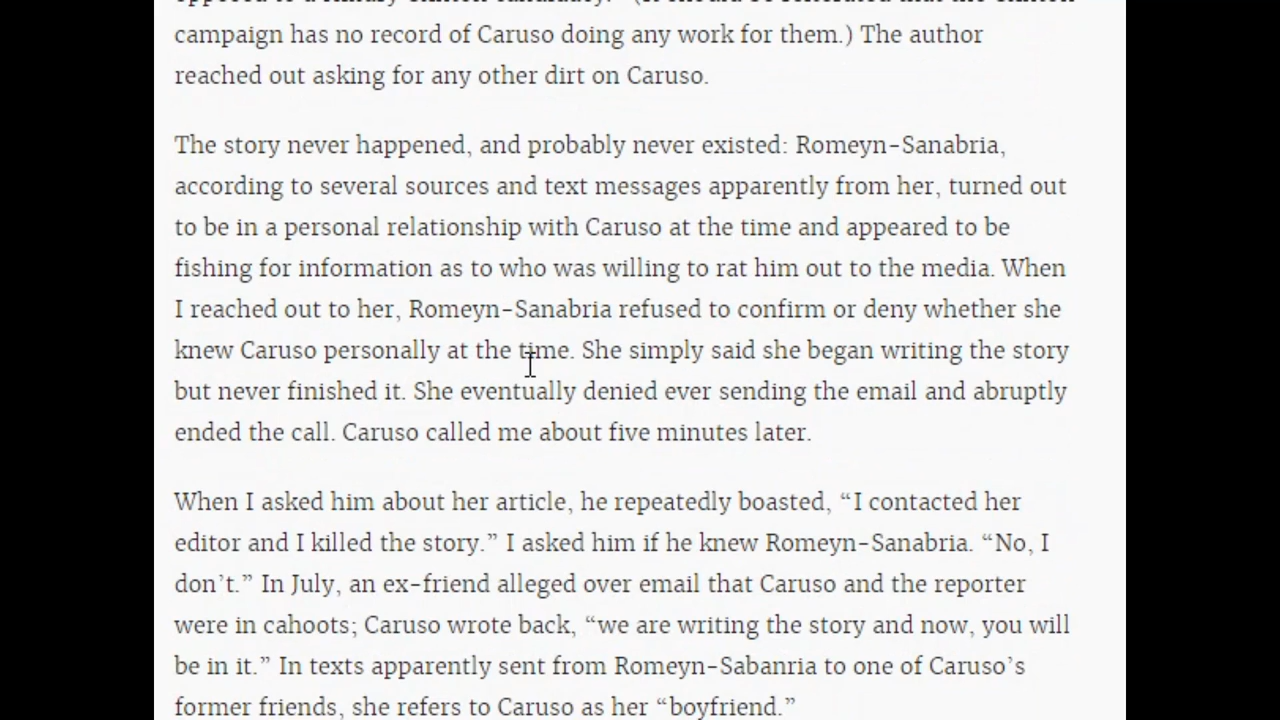 campaign has no record of Caruso doing any work for them.) The author
reached out asking for any other dirt on Caruso.
The story never happened, and probably never existed: Romeyn-Sanabria,
according to several sources and text messages apparently from her, turned out
to be in a personal relationship with Caruso at the time and appeared to be
fishing for information as to who was willing to rat him out to the media. When
I reached out to her, Romeyn-Sanabria refused to confirm or deny whether she
knew Caruso personally at the time. She simply said she began writing the story
but never finished it. She eventually denied ever sending the email and abruptly
ended the call. Caruso called me about five minutes later.
When I asked him about her article, he repeatedly boasted, “I contacted her
editor and I killed the story.” I asked him if he knew Romeyn-Sanabria. “No, I
don’t.” In July, an ex-friend alleged over email that Caruso and the reporter
were in cahoots; Caruso wrote back, “we are writing the story and now, you will
be in it.” In texts apparently sent from Romeyn-Sabanria to one of Caruso’s
former friends, she refers to Caruso as her “boyfriend.”